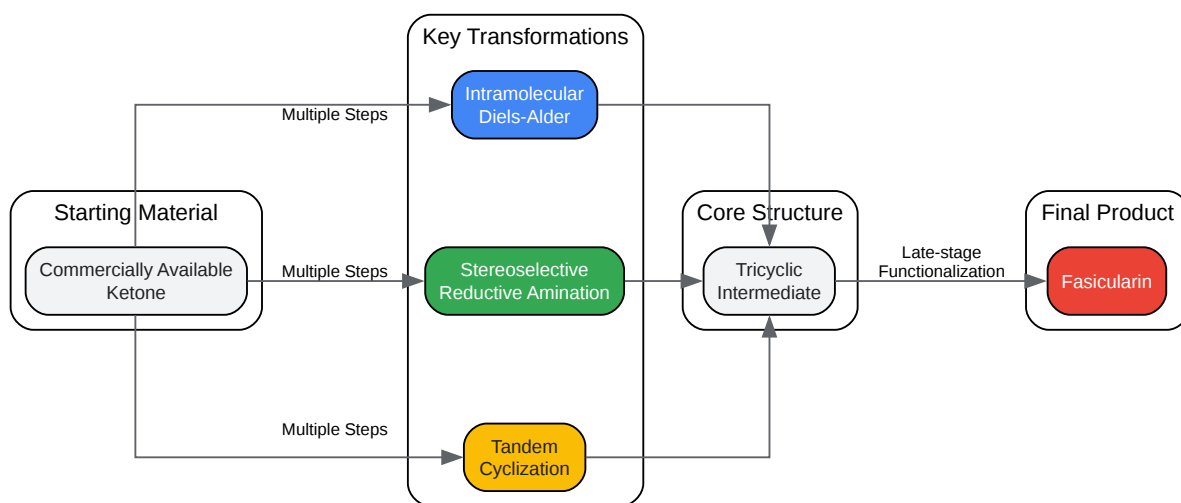 Key Transformations
Intramolecular
Diels-Alder
Multiple Steps
Starting Material
Commercially Available
Ketone
Multiple Steps
Stereoselective
Reductive Amination
Core Structure
Tricyclic
Intermediate
Late-stage
Functionalization
Final Product
Fasicularin
Multiple Steps
Tandem
Cyclization